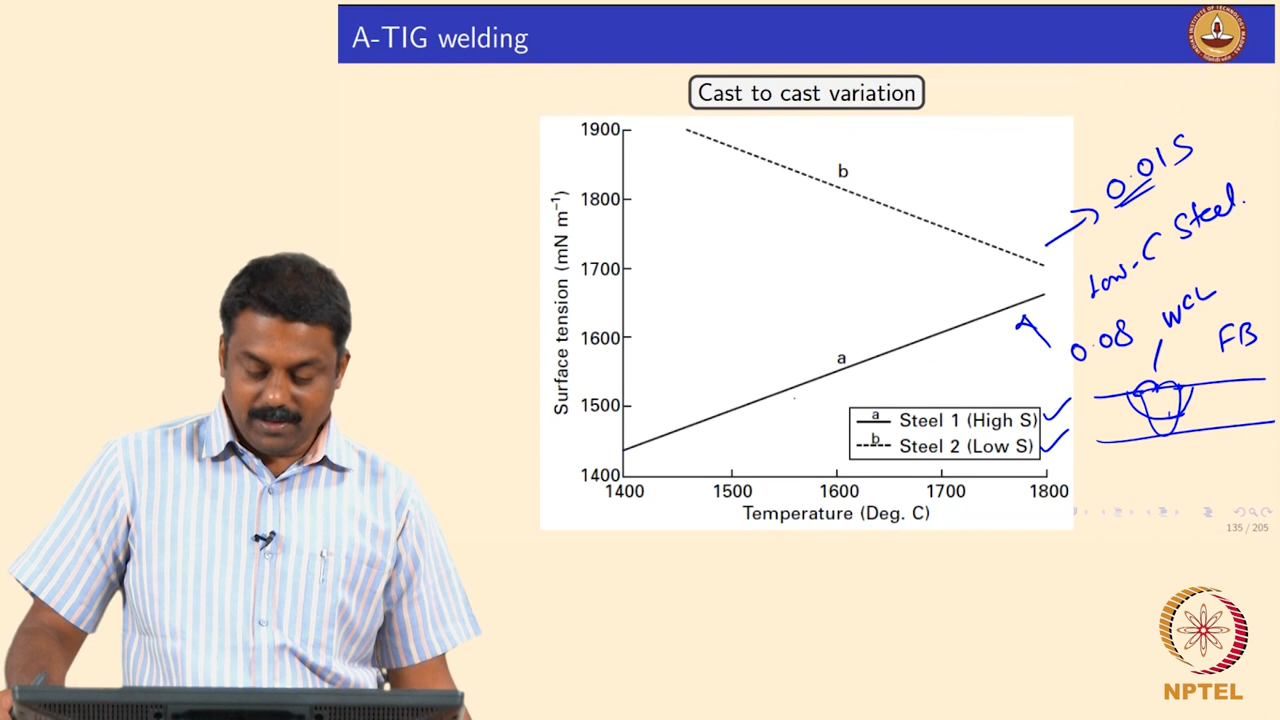 A-TIG welding
Cast to cast variation
1900
1800
1700
1600
1500
1400
Surface tension (mN m⁻¹)
b
a
a Steel 1 (High S)
b Steel 2 (Low S)
1400 1500 1600 1700 1800
Temperature (Deg. C)
0.01S
Low-C Steel.
0.08
WCL
FB
135 / 205
NPTEL